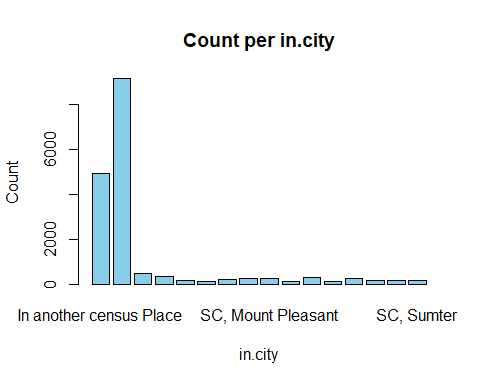 Count per in.city
Count
6000
2000
0
In another census Place
SC, Mount Pleasant
SC, Sumter
in.city